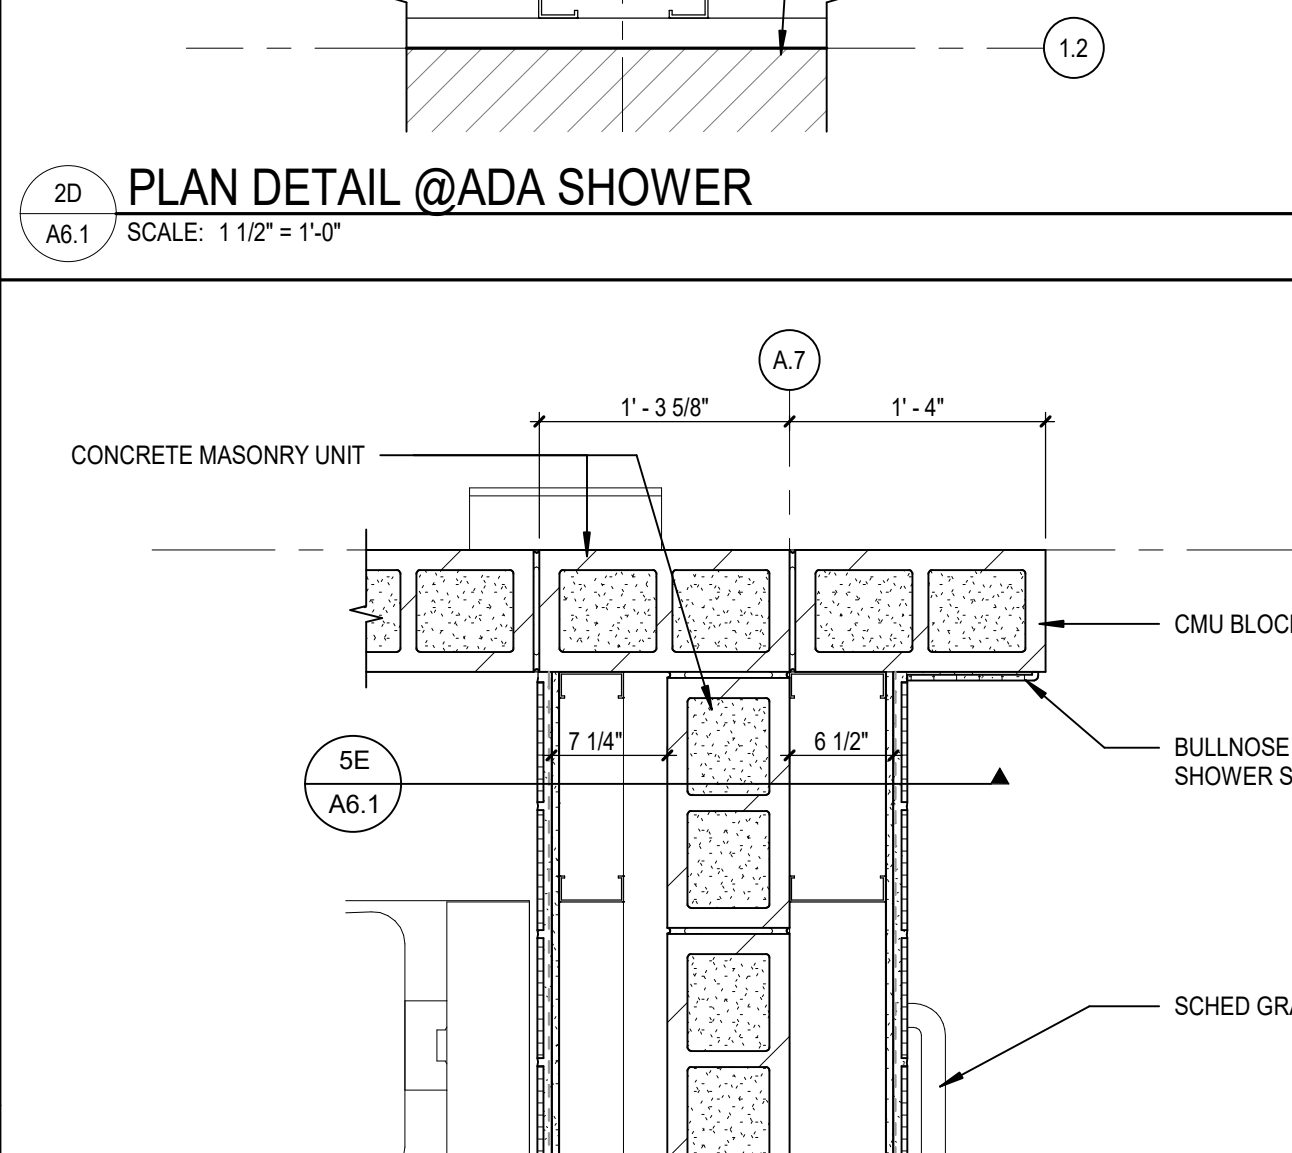 1.2
2D
A6.1
PLAN DETAIL @ADA SHOWER
SCALE: 1 1/2" = 1'-0"
A.7
1' - 3 5/8"
1' - 4"
CONCRETE MASONRY UNIT
CMU BLOC
7 1/4"
6 1/2"
BULLNOSE
SHOWER S
5E
A6.1
SCHED GRA